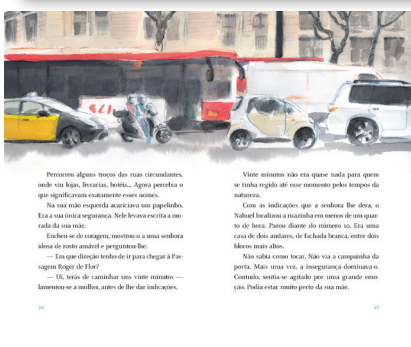 Percorreu alguns troços das ruas circundantes,
onde viu lojas, livrarias, hotéis... Agora percebia o
que significavam exatamente esses nomes.
Na sua mão esquerda acariciava um papelinho.
Era a sua única segurança. Nele levava escrita a mo-
rada da sua mãe.
Encheu-se de coragem, mostrou-o a uma senhora
idosa de rosto amável e perguntou-lhe:
— Em que direção tenho de ir para chegar à Pas-
sagem Roger de Flor?
— Ui, terás de caminhar uns vinte minutos —
lamentou-se a mulher, antes de lhe dar indicações.
Vinte minutos não era quase nada para quem
se tinha regido até esse momento pelos tempos da
natureza.
Com as indicações que a senhora lhe dera, o
Nahuel localizou a ruazinha em menos de um quar-
to de hora. Parou diante do número 10. Era uma
casa de dois andares, de fachada branca, entre dois
blocos mais altos.
Não sabia como tocar. Não via a campainha da
porta. Mais uma vez, a insegurança dominava-o.
Contudo, sentia-se agitado por uma grande emo-
ção. Podia estar muito perto da sua mãe.